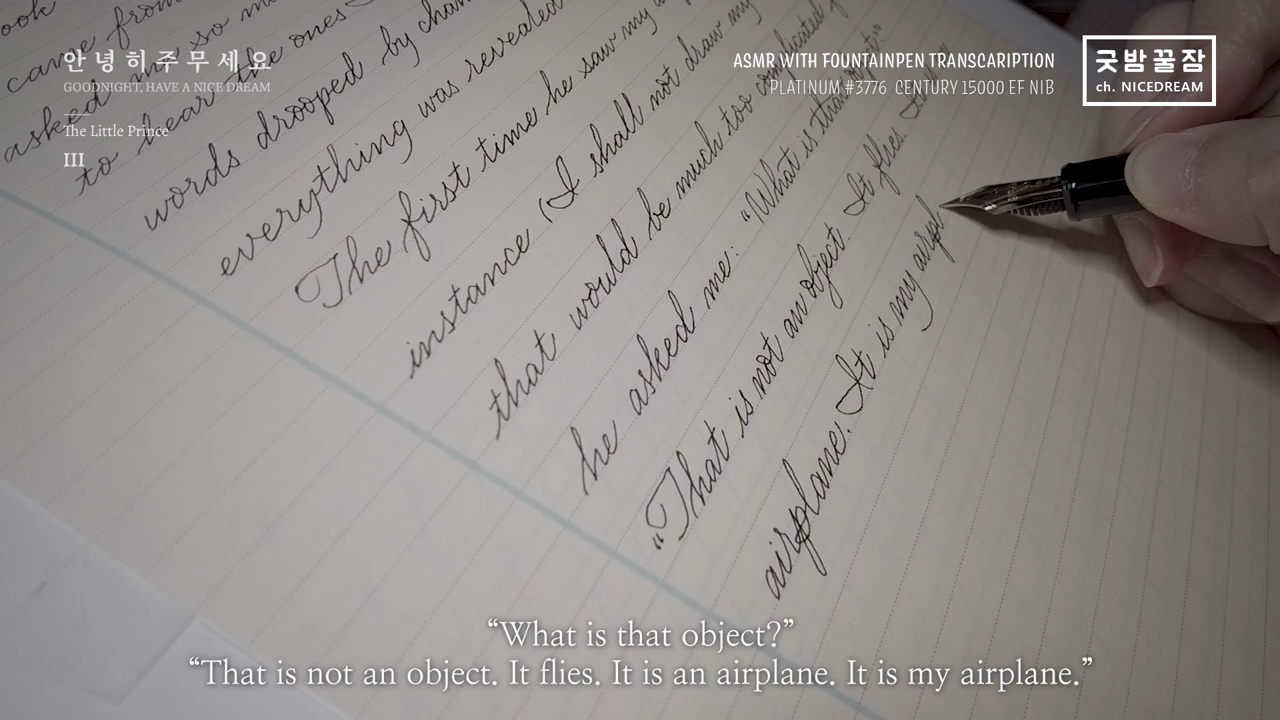 안녕히주무세요
GOODNIGHT, HAVE A NICE DREAM
The Little Prince
III
ASMR WITH FOUNTAINPEN TRANSCARIPTION
PLATINUM #3776 CENTURY 15000 EF NIB
굿밤꿀잠
ch. NICEDREAM
came from
asked me so
to hear the ones
words dropped by chan
everything was revealed
The first time he saw my
instance (I shall not draw my
that would be much too complicated
he asked me: "What is that object?"
"That is not an object. It flies. It
airplane. It is my airpl
"What is that object?"
"That is not an object. It flies. It is an airplane. It is my airplane."